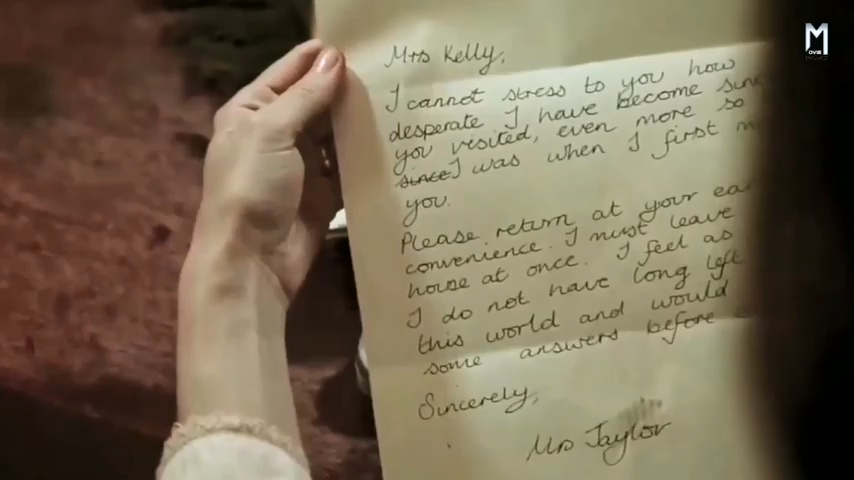 Mrs Kelly,
I cannot stress to you how
desperate I have become
you visited, even more so
since I was when I first
you.
Please return at your
convenience. I must leave
house at once. I feel as
I do not have long left
this world and would
some answers before
Sincerely,
Mrs Taylor
M
OVIE